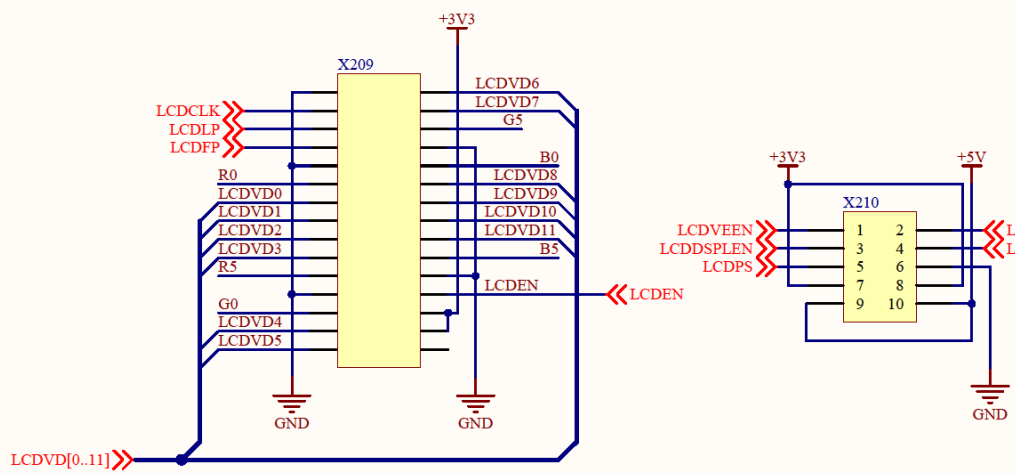 +3V3
X209
LCDVD6
LCDCLK
LCDVD7
LCDLP
G5
LCDFP
B0
+3V3
+5V
R0
LCDVD8
LCDVD0
LCDVD9
X210
LCDVD1
LCDVD10
LCDVEEN
1
2
L
LCDVD2
LCDVD11
LCDDSPLEN
3
4
L
LCDVD3
B5
LCDPS
5
6
R5
7
8
LCDEN
LCDEN
9
10
G0
LCDVD4
LCDVD5
GND
GND
GND
LCDVD[0..11]